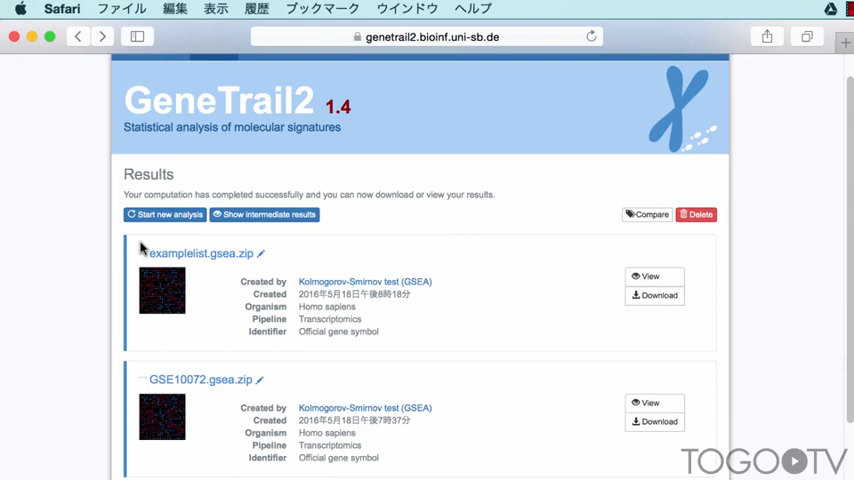 Safari ファイル 編集 表示 履歴 ブックマーク ウインドウ ヘルプ
genetrail2.bioinf.uni-sb.de
GeneTrail2 1.4
Statistical analysis of molecular signatures
Results
Your computation has completed successfully and you can now download or view your results.
Start new analysis Show intermediate results Compare Delete
examplelist.gsea.zip
Created by Kolmogorov-Smirnov test (GSEA)
Created 2016年5月18日午後8時18分
Organism Homo sapiens
Pipeline Transcriptomics
Identifier Official gene symbol
View
Download
GSE10072.gsea.zip
Created by Kolmogorov-Smirnov test (GSEA)
Created 2016年5月18日午後7時37分
Organism Homo sapiens
Pipeline Transcriptomics
Identifier Official gene symbol
View
Download
TOGOTV